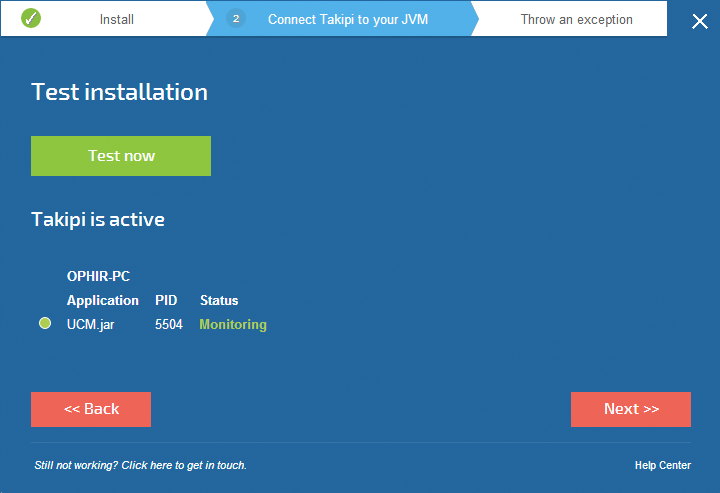 Install
2 Connect Takipi to your JVM
Throw an exception
Test installation
Test now
Takipi is active
OPHIR-PC
Application PID Status
UCM.jar 5504 Monitoring
<< Back
Next >>
Still not working? Click here to get in touch.
Help Center